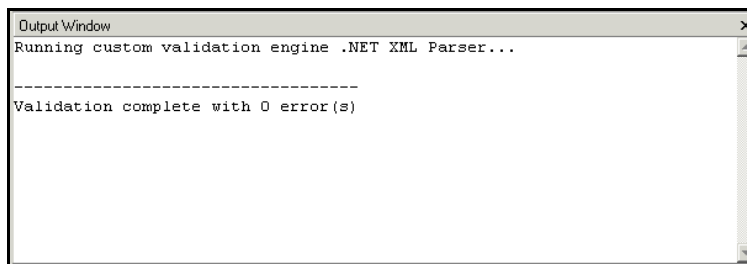 Output Window
Running custom validation engine .NET XML Parser...
-----------------------------------
Validation complete with 0 error(s)